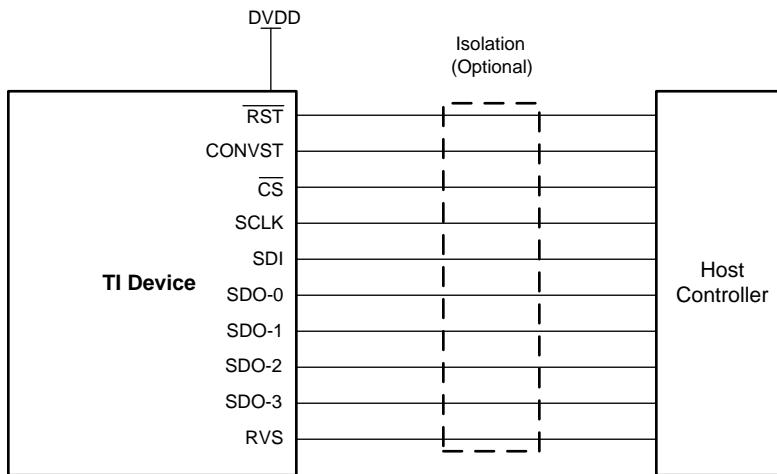 DVDD
Isolation
(Optional)
RST
CONVST
CS
SCLK
SDI
TI Device
SDO-0
SDO-1
SDO-2
SDO-3
RVS
Host
Controller